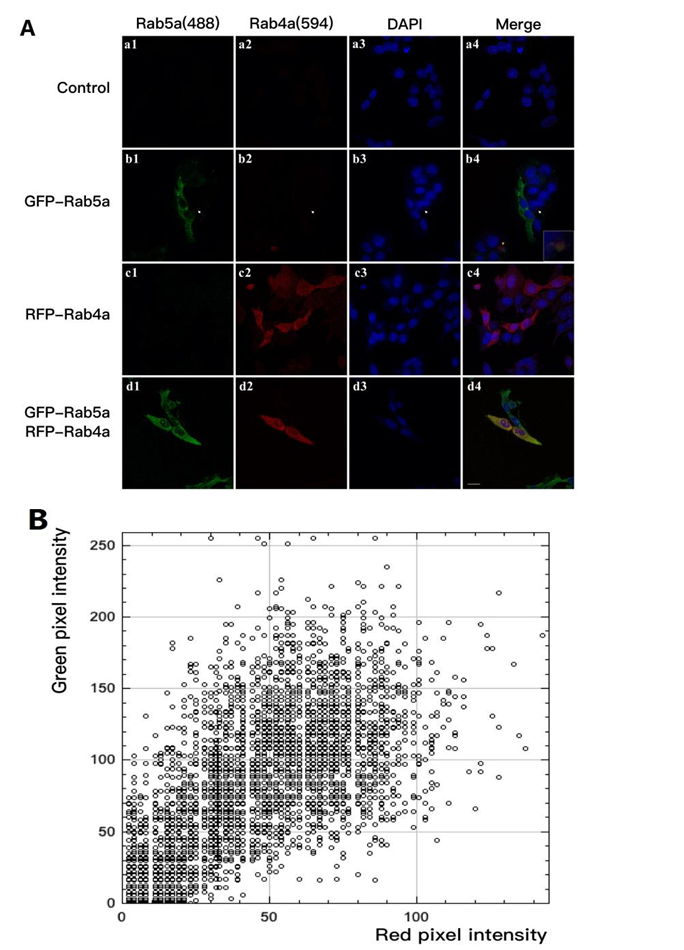 A
Rab5a(488) Rab4a(594) DAPI Merge
Control
a1 a2 a3 a4
GFP-Rab5a
b1 b2 b3 b4
RFP-Rab4a
c1 c2 c3 c4
GFP-Rab5a
RFP-Rab4a
d1 d2 d3 d4
B
Green pixel intensity
250
200
150
100
50
0
0 50 100
Red pixel intensity